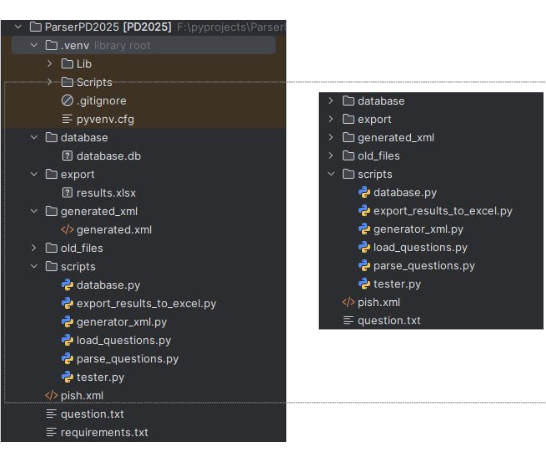 ParserPD2025 [PD2025] F:\pyprojects\Parser
.venv library root
Lib
Scripts
.gitignore
pyvenv.cfg
database
database.db
export
results.xlsx
generated_xml
generated.xml
old_files
scripts
database.py
export_results_to_excel.py
generator_xml.py
load_questions.py
parse_questions.py
tester.py
pish.xml
question.txt
requirements.txt
database
export
generated_xml
old_files
scripts
database.py
export_results_to_excel.py
generator_xml.py
load_questions.py
parse_questions.py
tester.py
pish.xml
question.txt